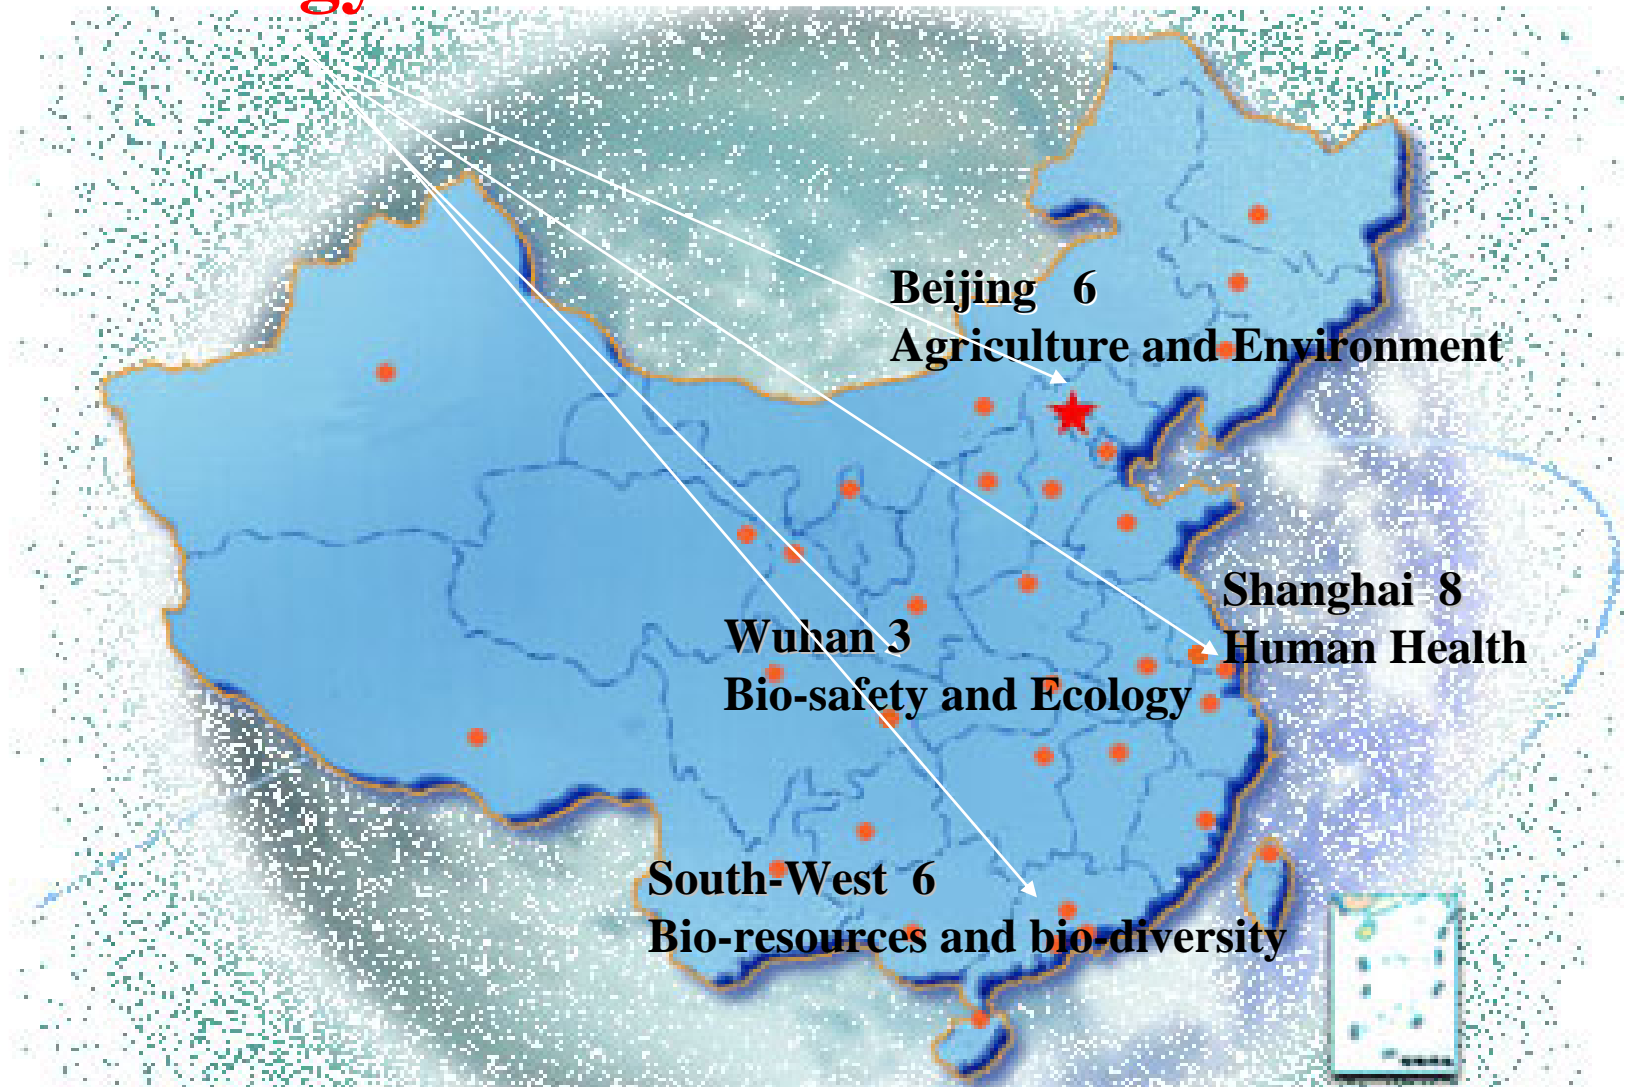 Beijing 6
Agriculture and Environment
Shanghai 8
Human Health
Wuhan 3
Bio-safety and Ecology
South-West 6
Bio-resources and bio-diversity